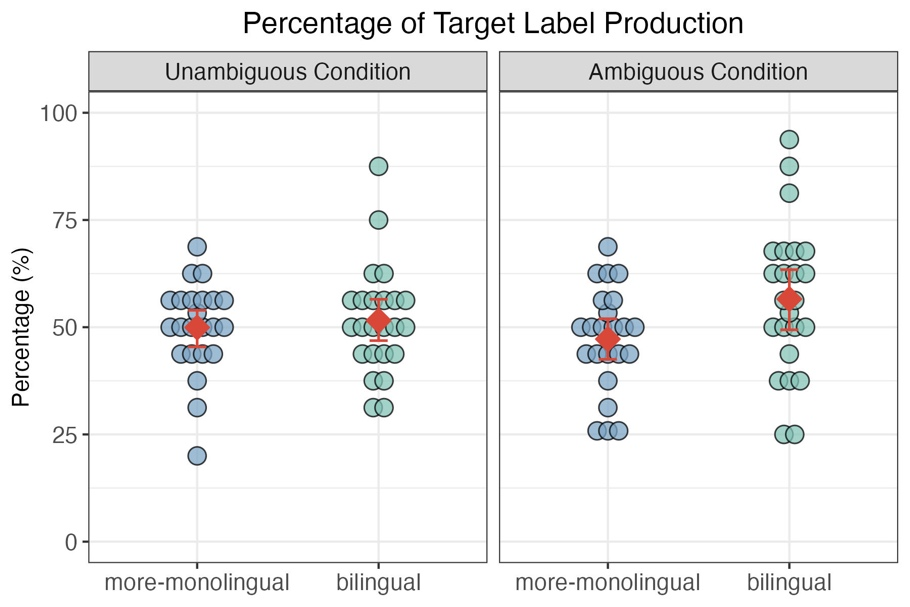 Percentage of Target Label Production
Unambiguous Condition
Ambiguous Condition
Percentage (%)
100
75
50
25
0
more-monolingual
bilingual
more-monolingual
bilingual